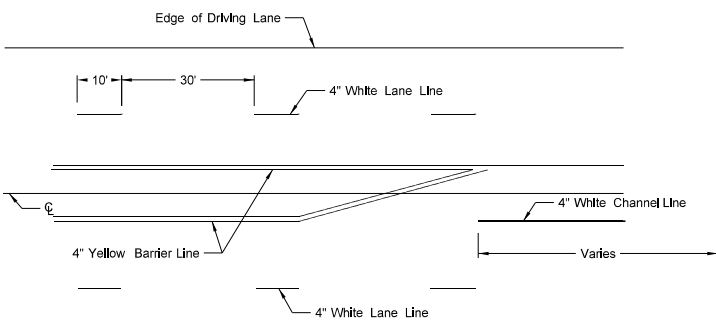 Edge of Driving Lane
10'
30'
4" White Lane Line
℄
4" White Channel Line
4" Yellow Barrier Line
Varies
4" White Lane Line